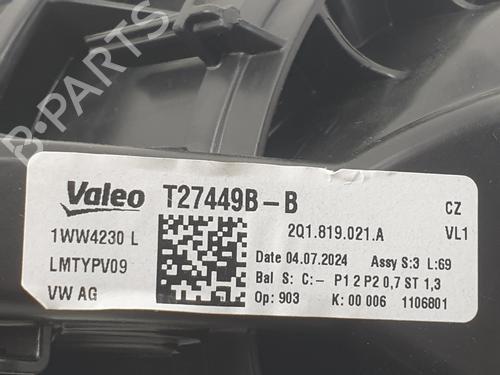 B-PARTS
Valeo T27449B-B CZ
1WW4230 L 2Q1.819.021.A VL1
LMTYPV09 Date 04.07.2024 Assy S:3 L:69
VW AG Bal S: C:- P1 2 P2 0,7 ST 1,3
Op: 903 K: 00 006 1106801